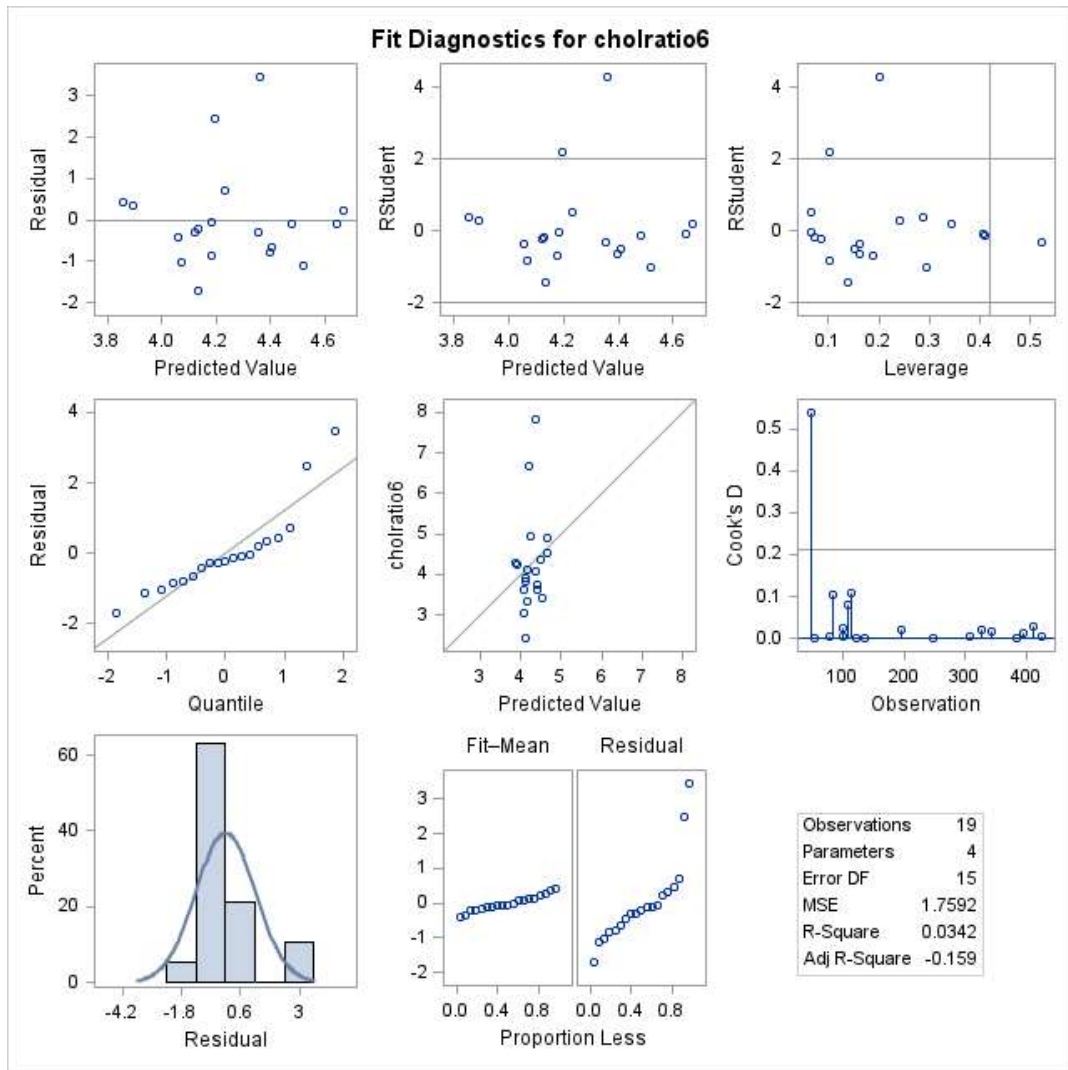 Fit Diagnostics for cholratio6
Residual
3
2
1
0
-1
-2
3.8 4.0 4.2 4.4 4.6
Predicted Value
RStudent
4
2
0
-2
3.8 4.0 4.2 4.4 4.6
Predicted Value
RStudent
4
2
0
-2
0.1 0.2 0.3 0.4 0.5
Leverage
Residual
4
2
0
-2
-2 -1 0 1 2
Quantile
cholratio6
8
7
6
5
4
3
3 4 5 6 7 8
Predicted Value
Cook's D
0.5
0.4
0.3
0.2
0.1
0.0
100 200 300 400
Observation
Percent
60
40
20
0
-4.2 -1.8 0.6 3
Residual
Fit–Mean Residual
3
2
1
0
-1
-2
0.0 0.4 0.8 0.0 0.4 0.8
Proportion Less
Observations 19
Parameters 4
Error DF 15
MSE 1.7592
R-Square 0.0342
Adj R-Square -0.159